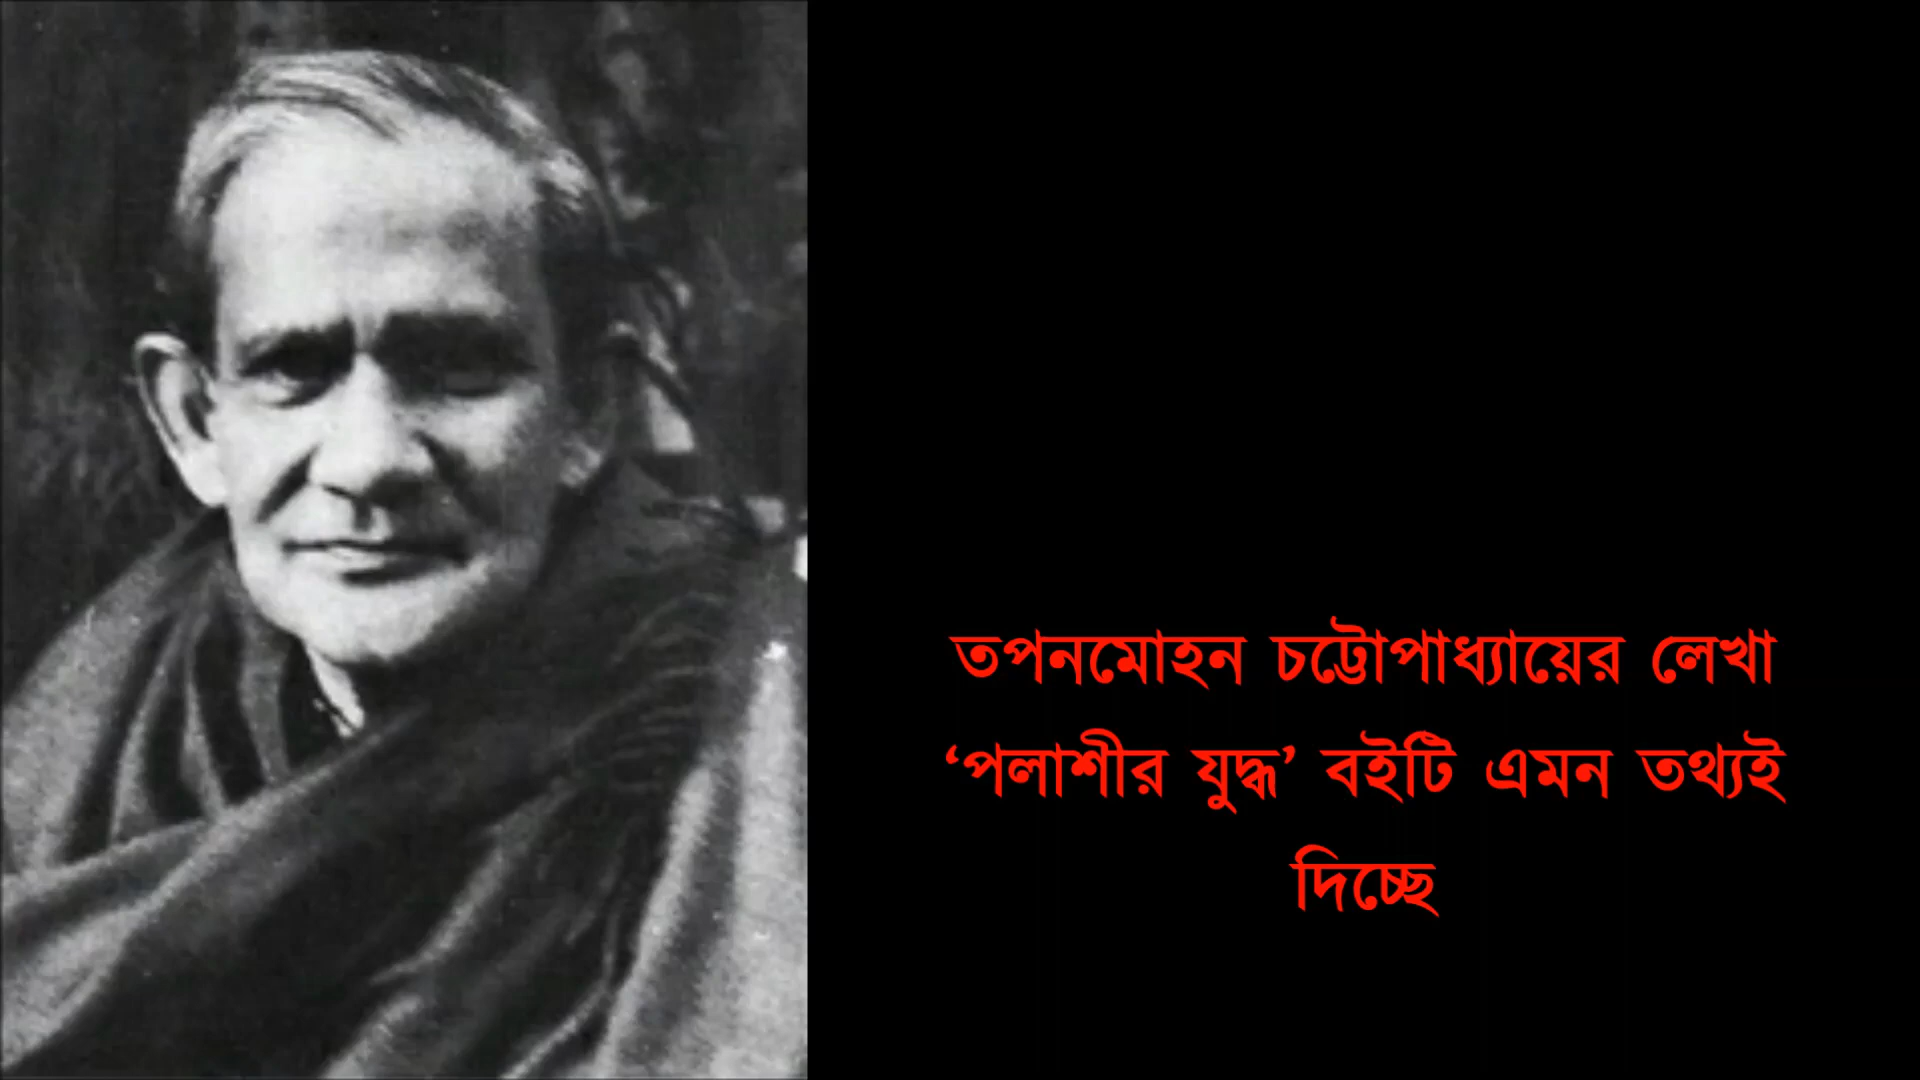 তপনমোহন চট্টোপাধ্যায়ের লেখা
‘পলাশীর যুদ্ধ’ বইটি এমন তথ্যই
দিচ্ছে